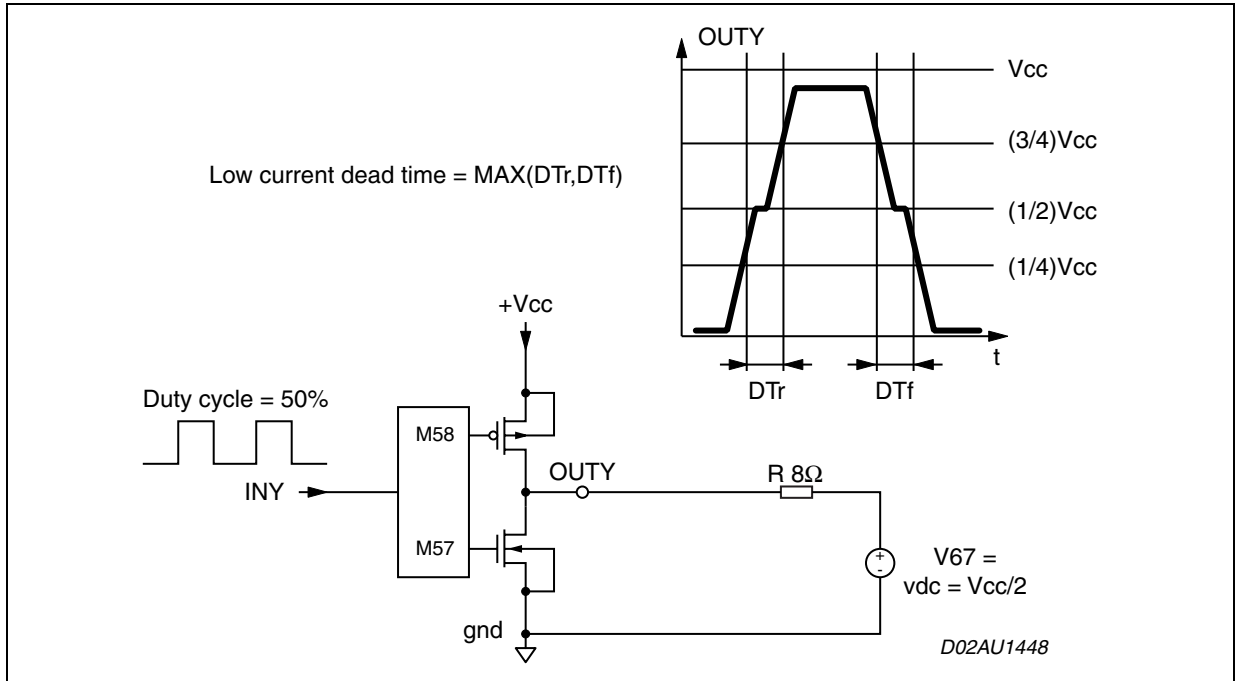 OUTY
Vcc
(3/4)Vcc
Low current dead time = MAX(DTr,DTf)
(1/2)Vcc
(1/4)Vcc
+Vcc
t
DTr
DTf
Duty cycle = 50%
M58
OUTY
R 8Ω
INY
M57
+
-
V67 =
vdc = Vcc/2
gnd
D02AU1448